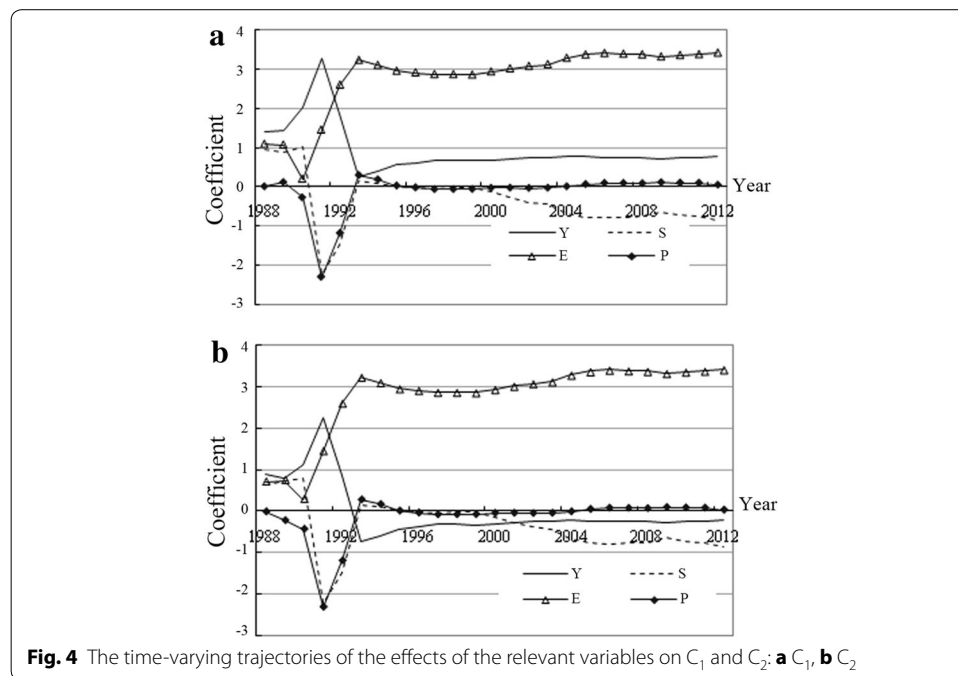 a
4
3
2
1
0
-1
-2
-3
Coefficient
Year
1988 1992 1996 2000 2004 2008 2012
Y S
E P
b
4
3
2
1
0
-1
-2
-3
Coefficient
Year
1988 1992 1996 2000 2004 2008 2012
Y S
E P
Fig. 4 The time-varying trajectories of the effects of the relevant variables on C₁ and C₂: a C₁, b C₂